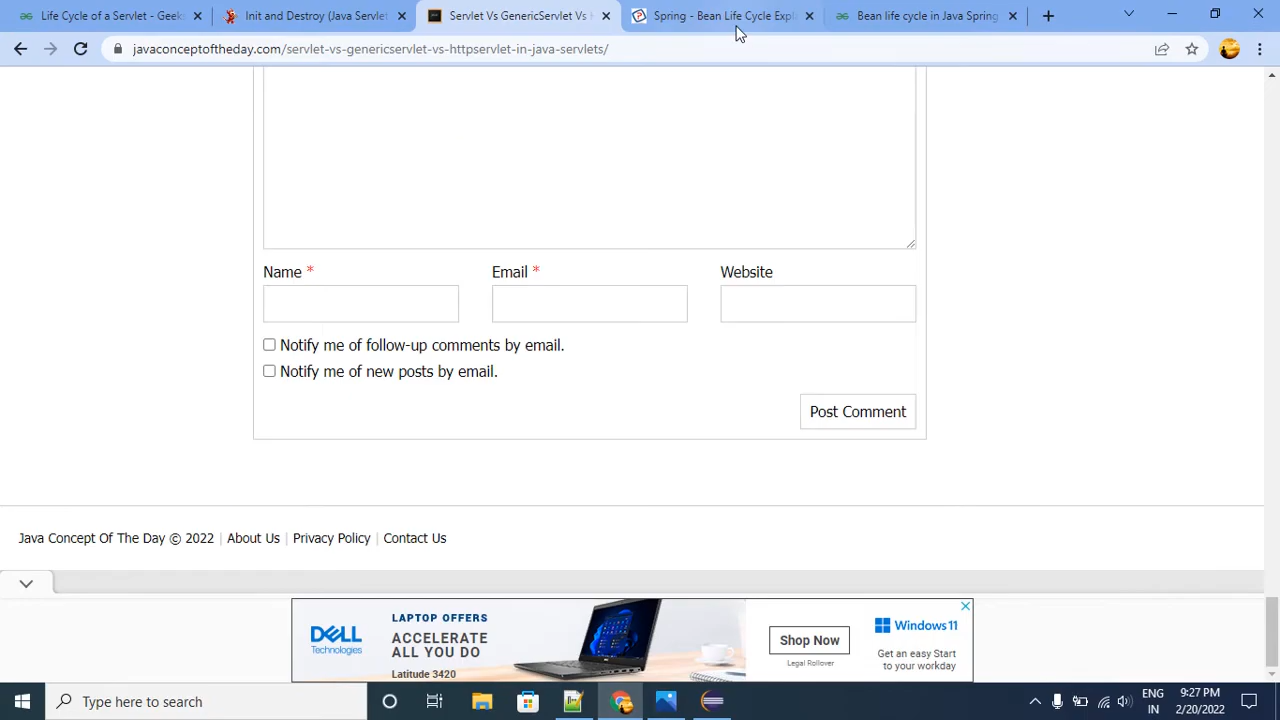 Life Cycle of a Servlet - Geeks
Init and Destroy (Java Servlet
Servlet Vs GenericServlet Vs H
Spring - Bean Life Cycle Expl
Bean life cycle in Java Spring
javaconceptoftheday.com/servlet-vs-genericservlet-vs-httpservlet-in-java-servlets/
Name *
Email *
Website
Notify me of follow-up comments by email.
Notify me of new posts by email.
Post Comment
Java Concept Of The Day © 2022 | About Us | Privacy Policy | Contact Us
DELL
Technologies
LAPTOP OFFERS
ACCELERATE
ALL YOU DO
Latitude 3420
Shop Now
Legal Rollover
Windows 11
Get an easy Start
to your workday
Type here to search
ENG
IN
9:27 PM
2/20/2022